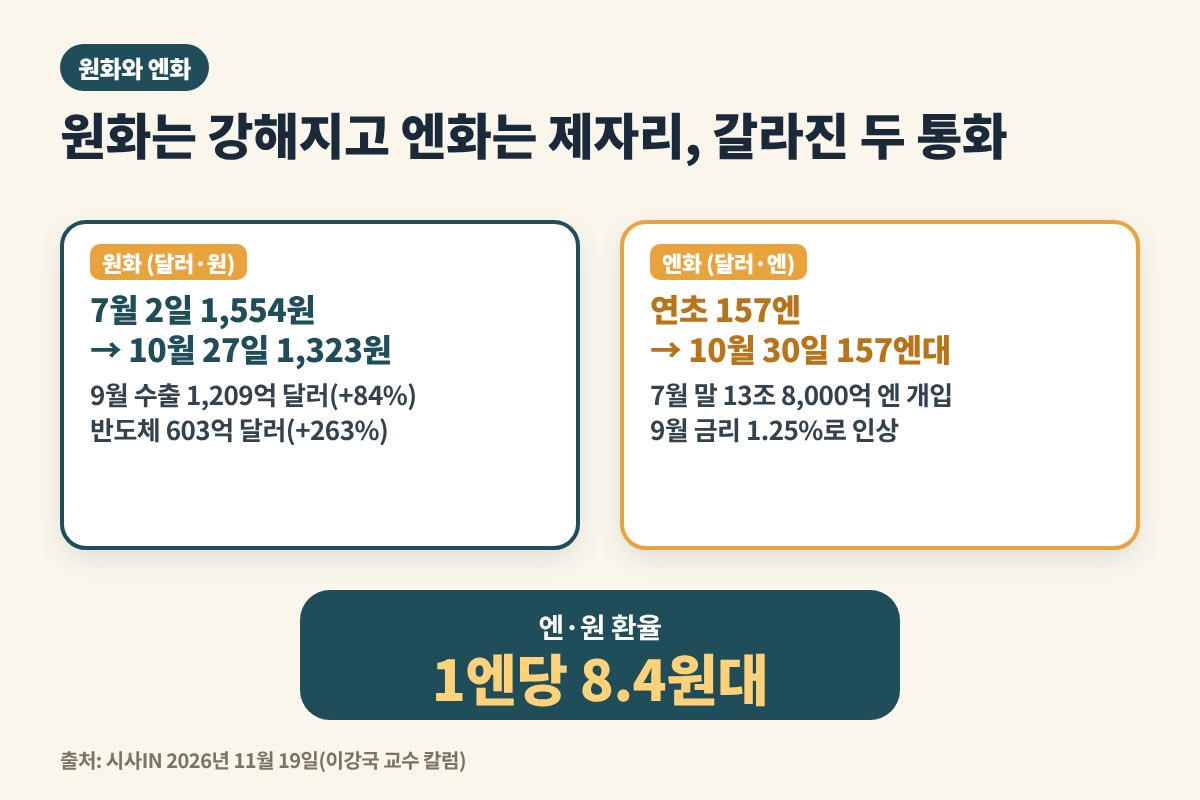 원화와 엔화
원화는 강해지고 엔화는 제자리, 갈라진 두 통화
원화 (달러·원)
7월 2일 1,554원
→ 10월 27일 1,323원
9월 수출 1,209억 달러(+84%)
반도체 603억 달러(+263%)
엔화 (달러·엔)
연초 157엔
→ 10월 30일 157엔대
7월 말 13조 8,000억 엔 개입
9월 금리 1.25%로 인상
엔·원 환율
1엔당 8.4원대
출처: 시사IN 2026년 11월 19일(이강국 교수 칼럼)